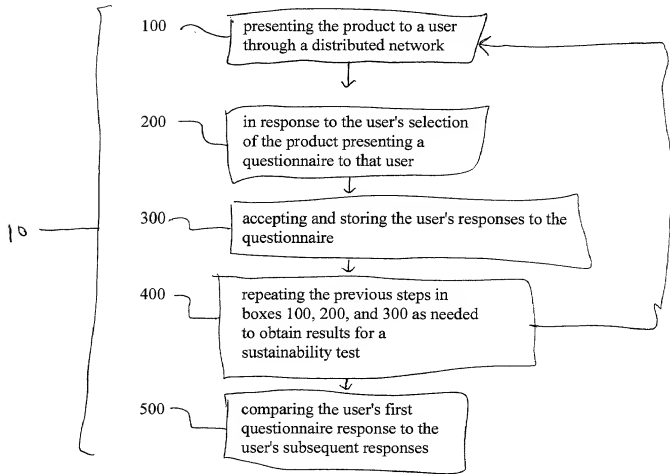 100
presenting the product to a user
through a distributed network
200
in response to the user's selection
of the product presenting a
questionnaire to that user
10
300
accepting and storing the user's responses to the
questionnaire
400
repeating the previous steps in
boxes 100, 200, and 300 as needed
to obtain results for a
sustainability test
500
comparing the user's first
questionnaire response to the
user's subsequent responses